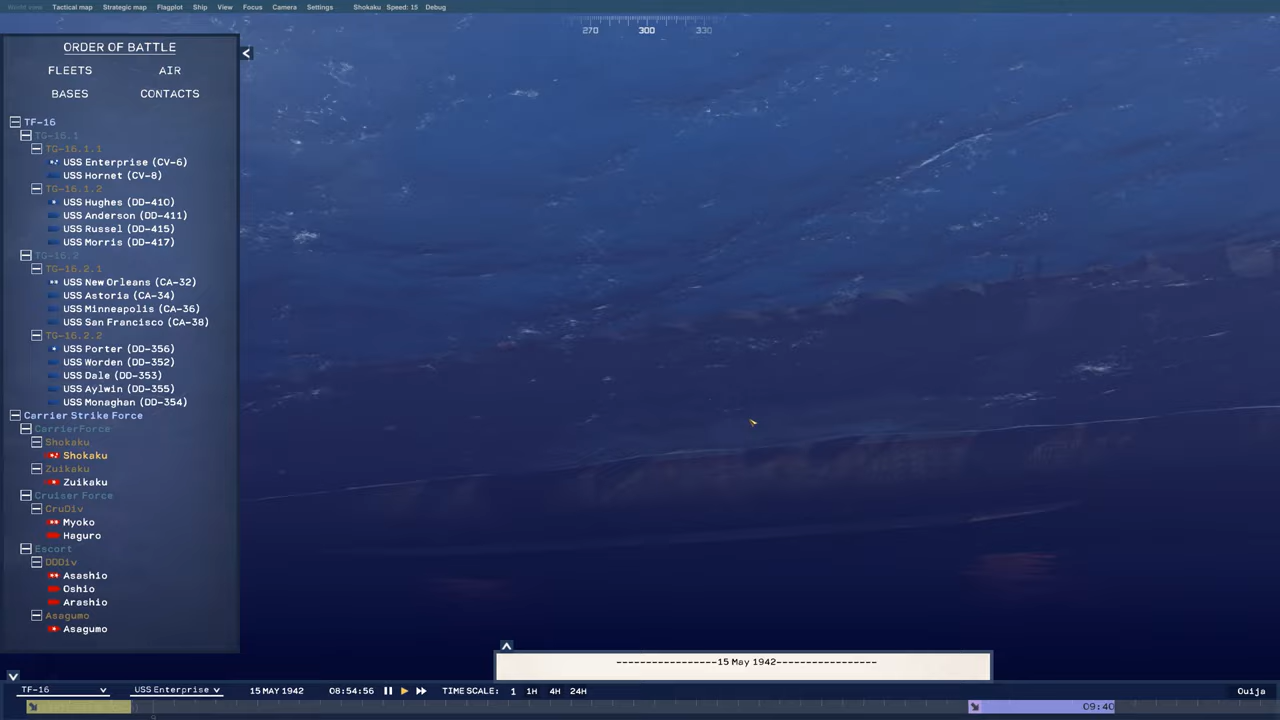 World view Tactical map Strategic map Flagplot Ship View Focus Camera Settings Shokaku Speed: 15 Debug
270 300 330
ORDER OF BATTLE
FLEETS AIR
BASES CONTACTS
TF-16
TG-16.1
TG-16.1.1
USS Enterprise (CV-6)
USS Hornet (CV-8)
TG-16.1.2
USS Hughes (DD-410)
USS Anderson (DD-411)
USS Russel (DD-415)
USS Morris (DD-417)
TG-16.2
TG-16.2.1
USS New Orleans (CA-32)
USS Astoria (CA-34)
USS Minneapolis (CA-36)
USS San Francisco (CA-38)
TG-16.2.2
USS Porter (DD-356)
USS Worden (DD-352)
USS Dale (DD-353)
USS Aylwin (DD-355)
USS Monaghan (DD-354)
Carrier Strike Force
CarrierForce
Shokaku
Shokaku
Zuikaku
Zuikaku
Cruiser Force
CruDiv
Myoko
Haguro
Escort
DDDiv
Asashio
Oshio
Arashio
Asagumo
Asagumo
-----------------15 May 1942-----------------
TF-16 USS Enterprise 15 MAY 1942 08:54:56 TIME SCALE: 1 1H 4H 24H Ouija
09:40